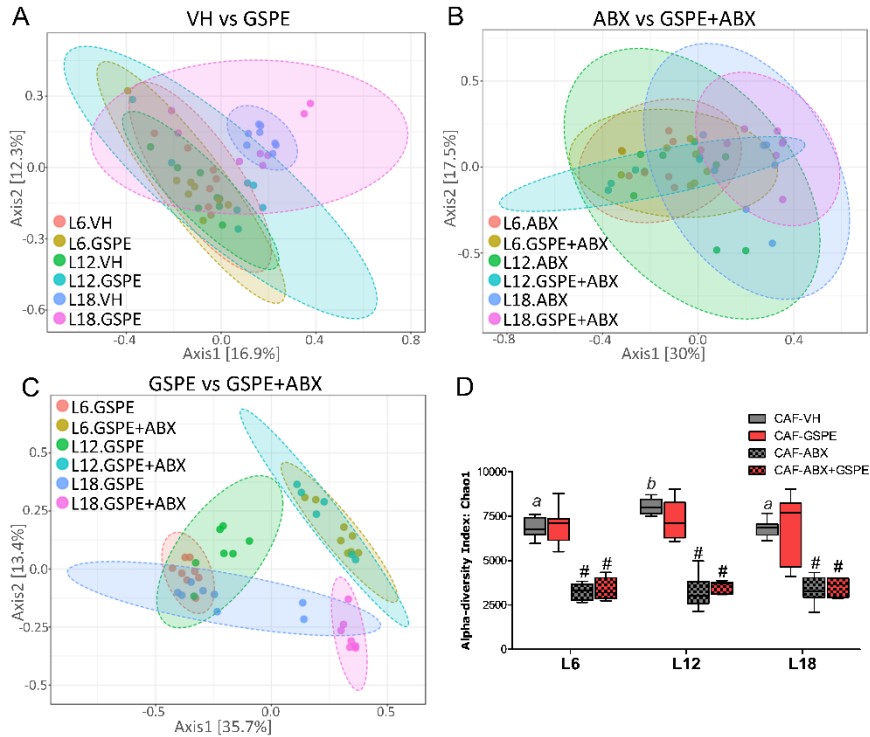 A
VH vs GSPE
0.3
0.0
-0.3
-0.6
Axis2 [12.3%]
L6.VH
L6.GSPE
L12.VH
L12.GSPE
L18.VH
L18.GSPE
-0.4
0.0
0.4
0.8
Axis1 [16.9%]
B
ABX vs GSPE+ABX
0.5
0.0
-0.5
Axis2 [17.5%]
L6.ABX
L6.GSPE+ABX
L12.ABX
L12.GSPE+ABX
L18.ABX
L18.GSPE+ABX
-0.8
-0.4
0.0
0.4
Axis1 [30%]
C
GSPE vs GSPE+ABX
L6.GSPE
L6.GSPE+ABX
L12.GSPE
L12.GSPE+ABX
L18.GSPE
L18.GSPE+ABX
0.5
0.25
0.0
-0.25
-0.5
Axis2 [13.4%]
-0.5
0.0
0.5
Axis1 [35.7%]
D
CAF-VH
CAF-GSPE
CAF-ABX
CAF-ABX+GSPE
Alpha-diversity Index: Chao1
10000
7500
5000
2500
0
a
b
a
# #
# #
# #
L6
L12
L18